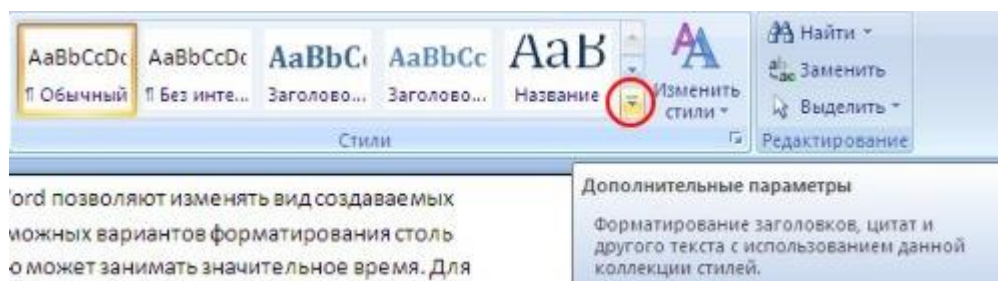 AaBbCcDc AaBbCcDc AaBbC AaBbCc АаВ
¶ Обычный ¶ Без инте... Заголово... Заголово... Название
Изменить стили
Стили
Найти
Заменить
Выделить
Редактирование
ord позволяют изменять вид создаваемых
можных вариантов форматирования столь
о может занимать значительное время. Для
Дополнительные параметры
Форматирование заголовков, цитат и
другого текста с использованием данной
коллекции стилей.